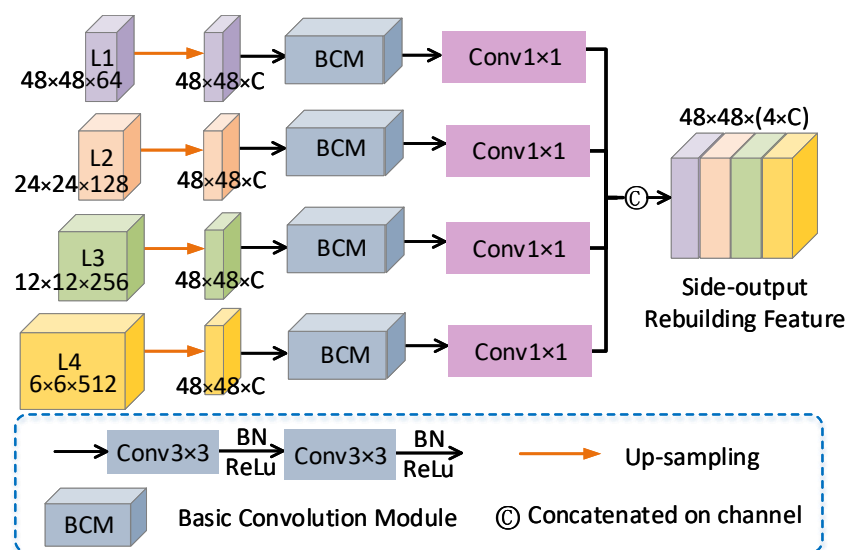 L1
48×48×64
48×48×C
BCM
Conv1×1
L2
24×24×128
48×48×C
BCM
Conv1×1
48×48×(4×C)
L3
12×12×256
48×48×C
BCM
Conv1×1
©
Side-output
Rebuilding Feature
L4
6×6×512
48×48×C
BCM
Conv1×1
Conv3×3
BN
ReLu
Conv3×3
BN
ReLu
Up-sampling
BCM
Basic Convolution Module
© Concatenated on channel